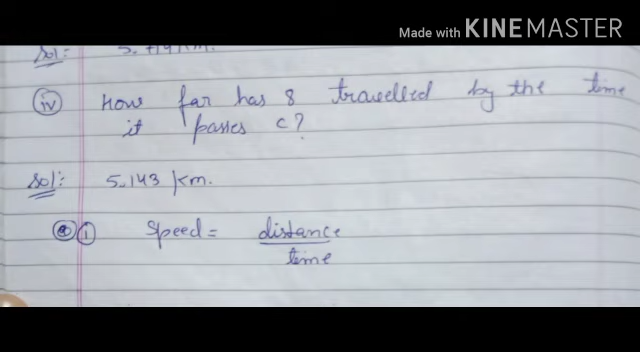 Made with KINEMASTER
Sol:
(iv) How far has 8 travelled by the time
it passes C?
Sol: 5.143 km.
(i) Speed = distance
time